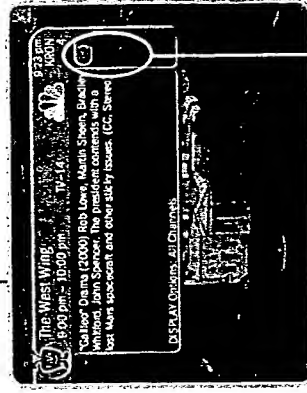 The West Wing 9:23 pm
9:00 pm - 10:00 pm TV-14 KRON
4
"Galileo" Drama (2000) Rob Lowe, Martin Sheen, Bradley
Whitford, John Spencer. The president contends with a
lost Mars spacecraft and other sticky issues. (CC, Stereo
DISPLAY Options: All Channels